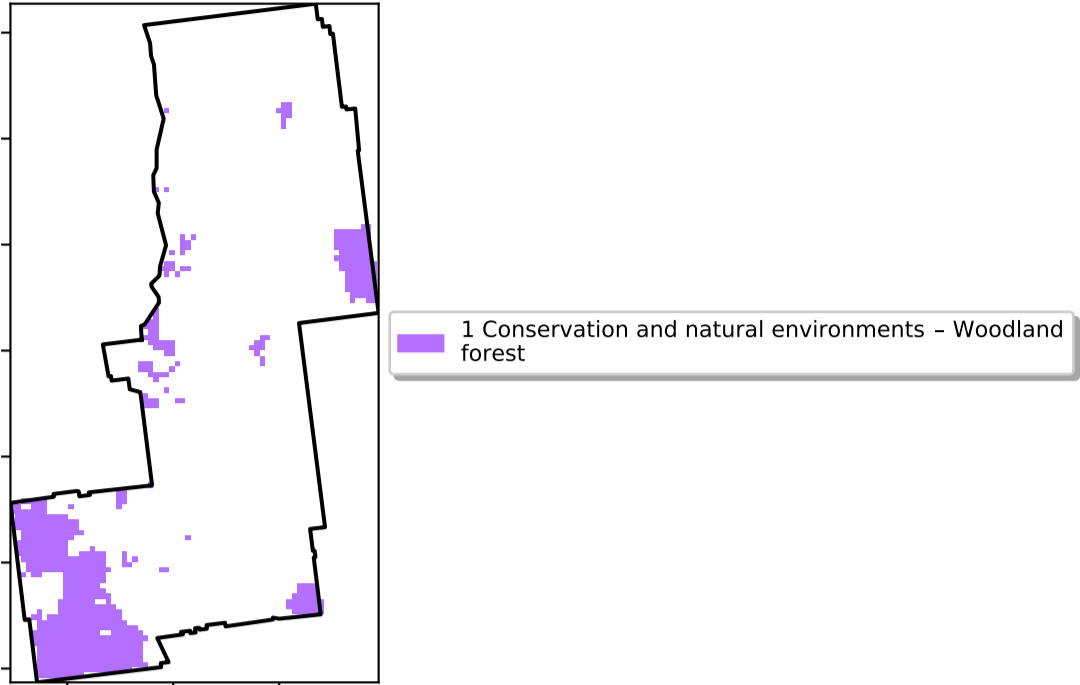 1 Conservation and natural environments – Woodland
forest